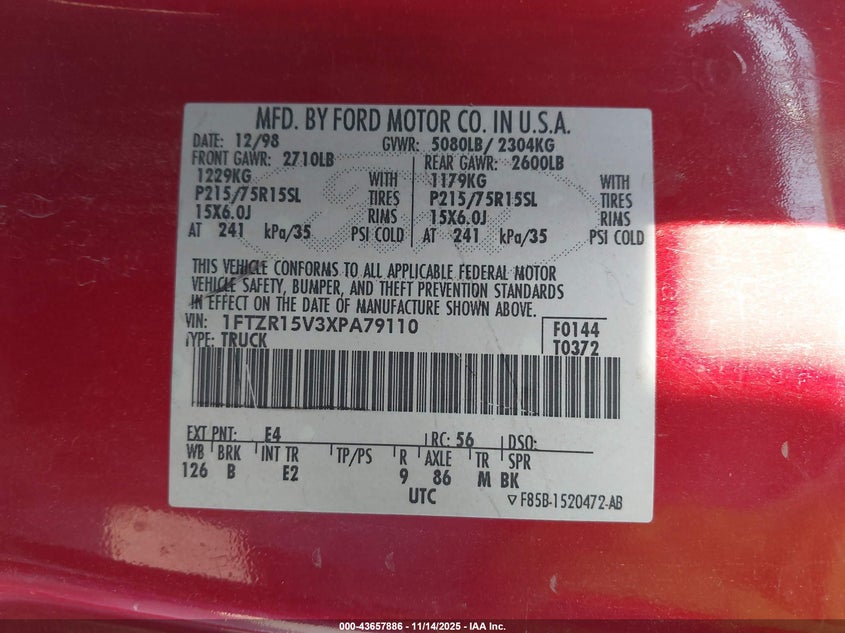 MFD. BY FORD MOTOR CO. IN U.S.A.
DATE: 12/98 GVWR: 5080LB/ 2304KG
FRONT GAWR: 2710LB REAR GAWR: 2600LB
1229KG WITH 1179KG WITH
P215/75R15SL TIRES P215/75R15SL TIRES
15X6.0J RIMS 15X6.0J RIMS
AT 241 kPa/35 PSI COLD AT 241 kPa/35 PSI COLD
THIS VEHICLE CONFORMS TO ALL APPLICABLE FEDERAL MOTOR
VEHICLE SAFETY, BUMPER, AND THEFT PREVENTION STANDARDS
IN EFFECT ON THE DATE OF MANUFACTURE SHOWN ABOVE.
VIN: 1FTZR15V3XPA79110 F0144
TYPE: TRUCK T0372
EXT PNT: E4 RC: 56 DSO:
WB BRK INT TR TP/PS R AXLE TR SPR
126 B E2 9 86 M BK
UTC ▽ F85B-1520472-AB
000-43657886 - 11/14/2025 - IAA Inc.